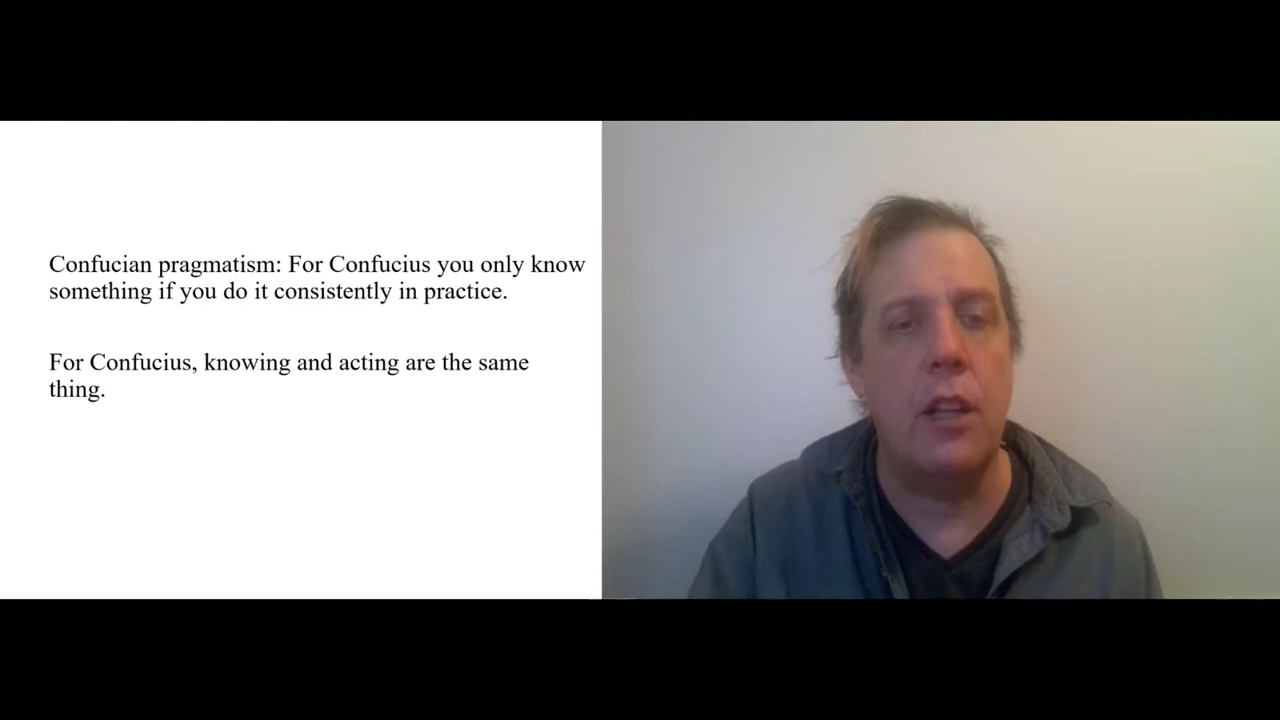 Confucian pragmatism: For Confucius you only know
something if you do it consistently in practice.
For Confucius, knowing and acting are the same
thing.